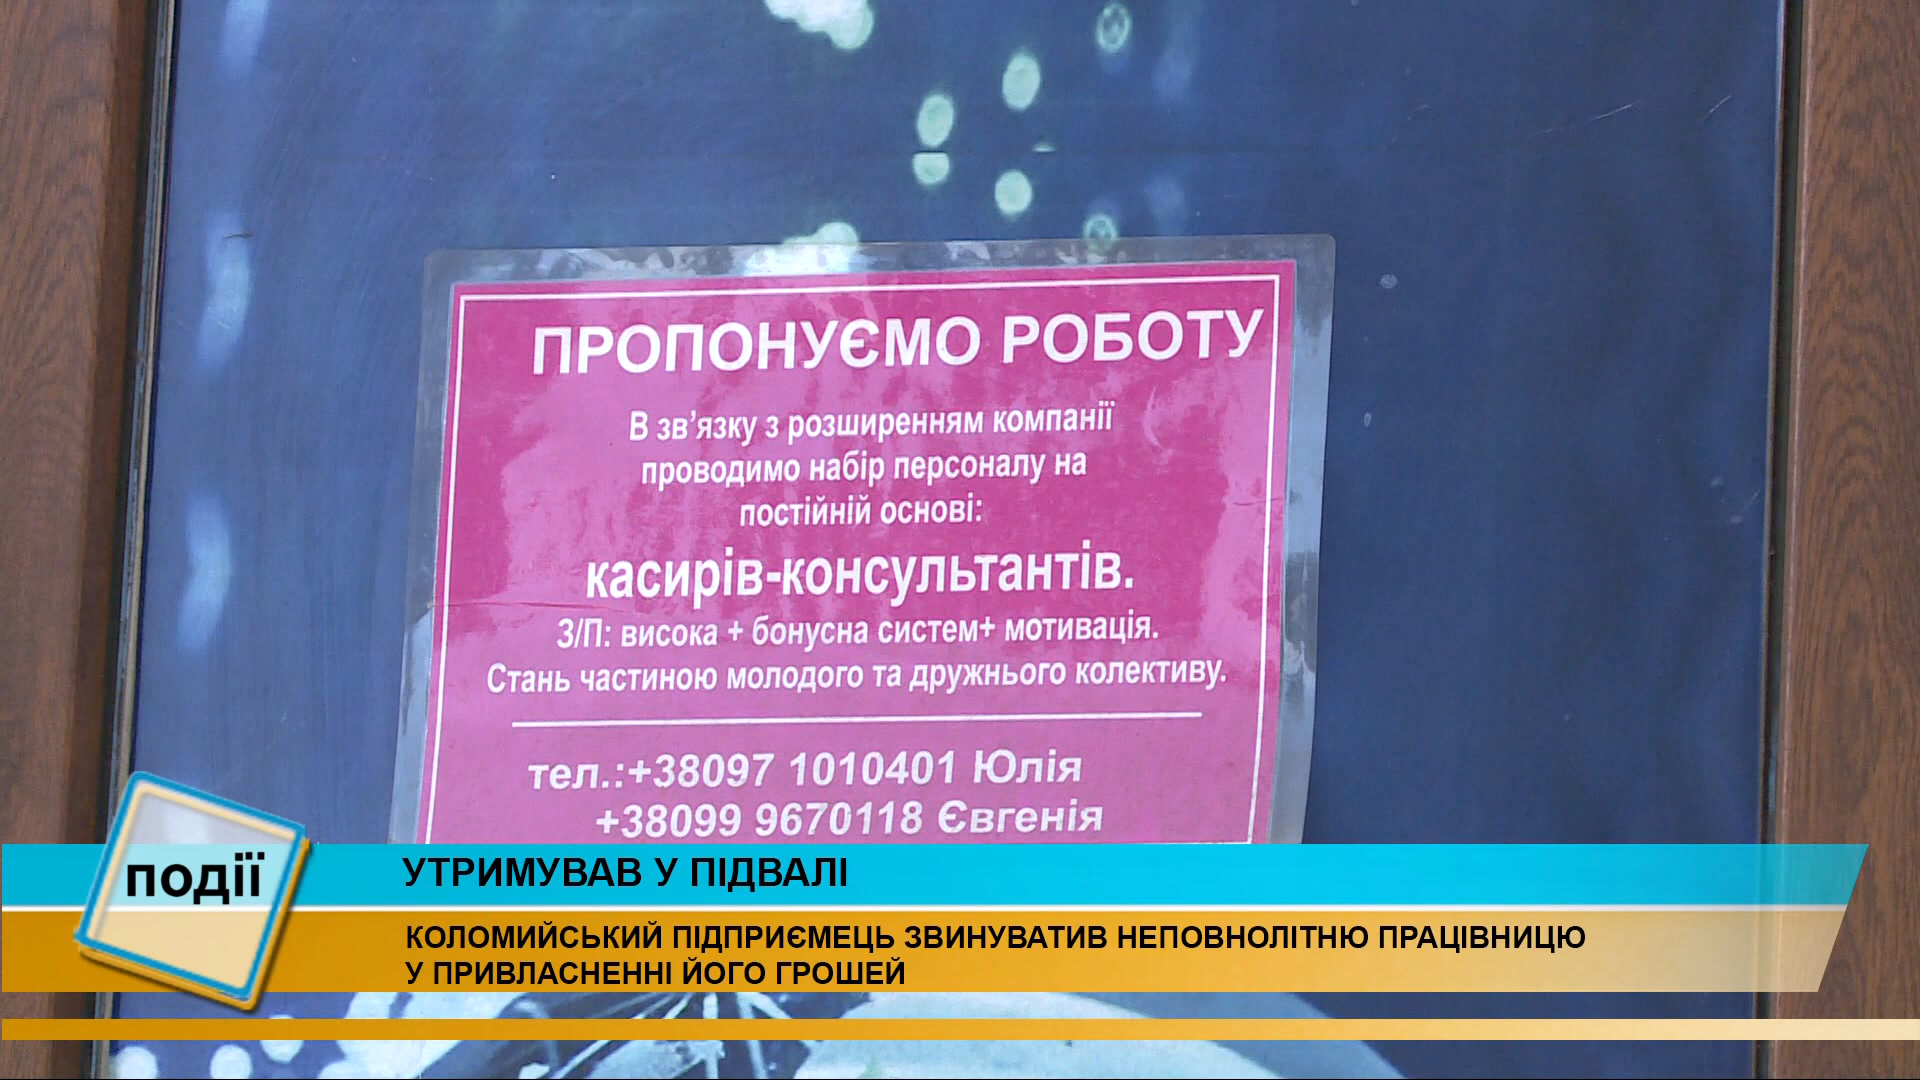 ПРОПОНУЄМО РОБОТУ
В зв’язку з розширенням компанії
проводимо набір персоналу на
постійній основі:
касирів-консультантів.
З/П: висока + бонусна систем+ мотивація.
Стань частиною молодого та дружнього колективу.
тел.:+38097 1010401 Юлія
+38099 9670118 Євгенія
події
УТРИМУВАВ У ПІДВАЛІ
КОЛОМИЙСЬКИЙ ПІДПРИЄМЕЦЬ ЗВИНУВАТИВ НЕПОВНОЛІТНЮ ПРАЦІВНИЦЮ
У ПРИВЛАСНЕННІ ЙОГО ГРОШЕЙ